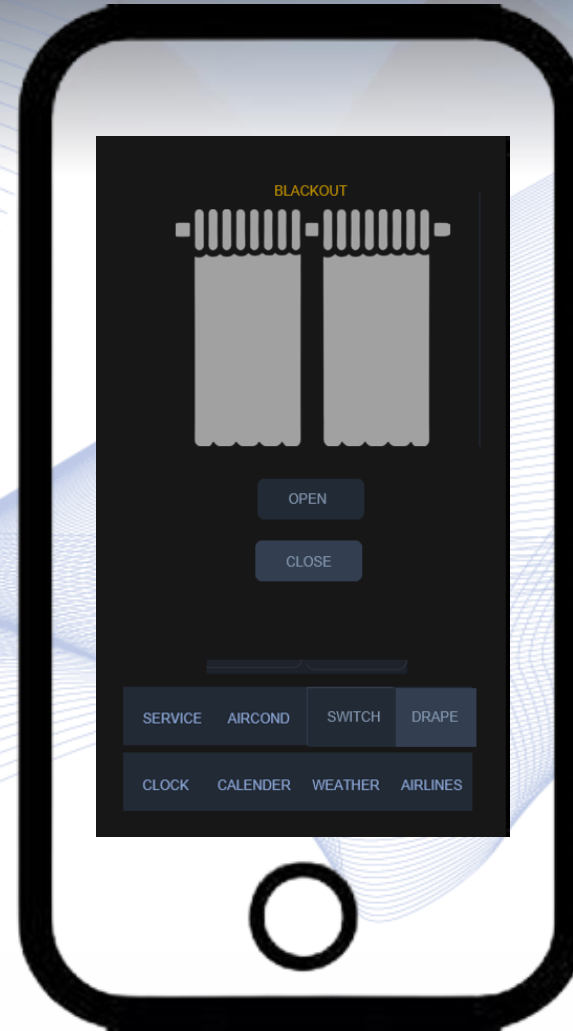 BLACKOUT
OPEN
CLOSE
SERVICE AIRCOND SWITCH DRAPE
CLOCK CALENDER WEATHER AIRLINES